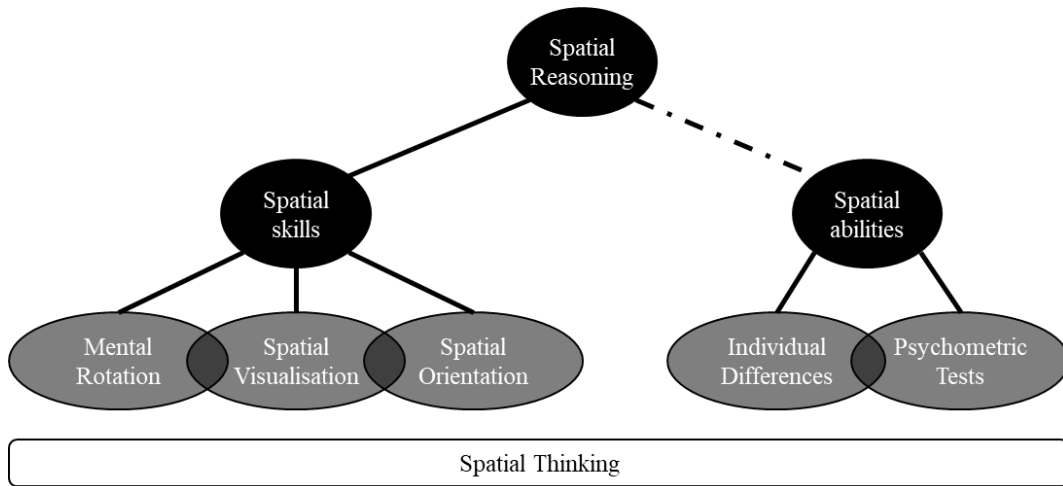 Spatial
Reasoning
Spatial
skills
Spatial
abilities
Mental
Rotation
Spatial
Visualisation
Spatial
Orientation
Individual
Differences
Psychometric
Tests
Spatial Thinking